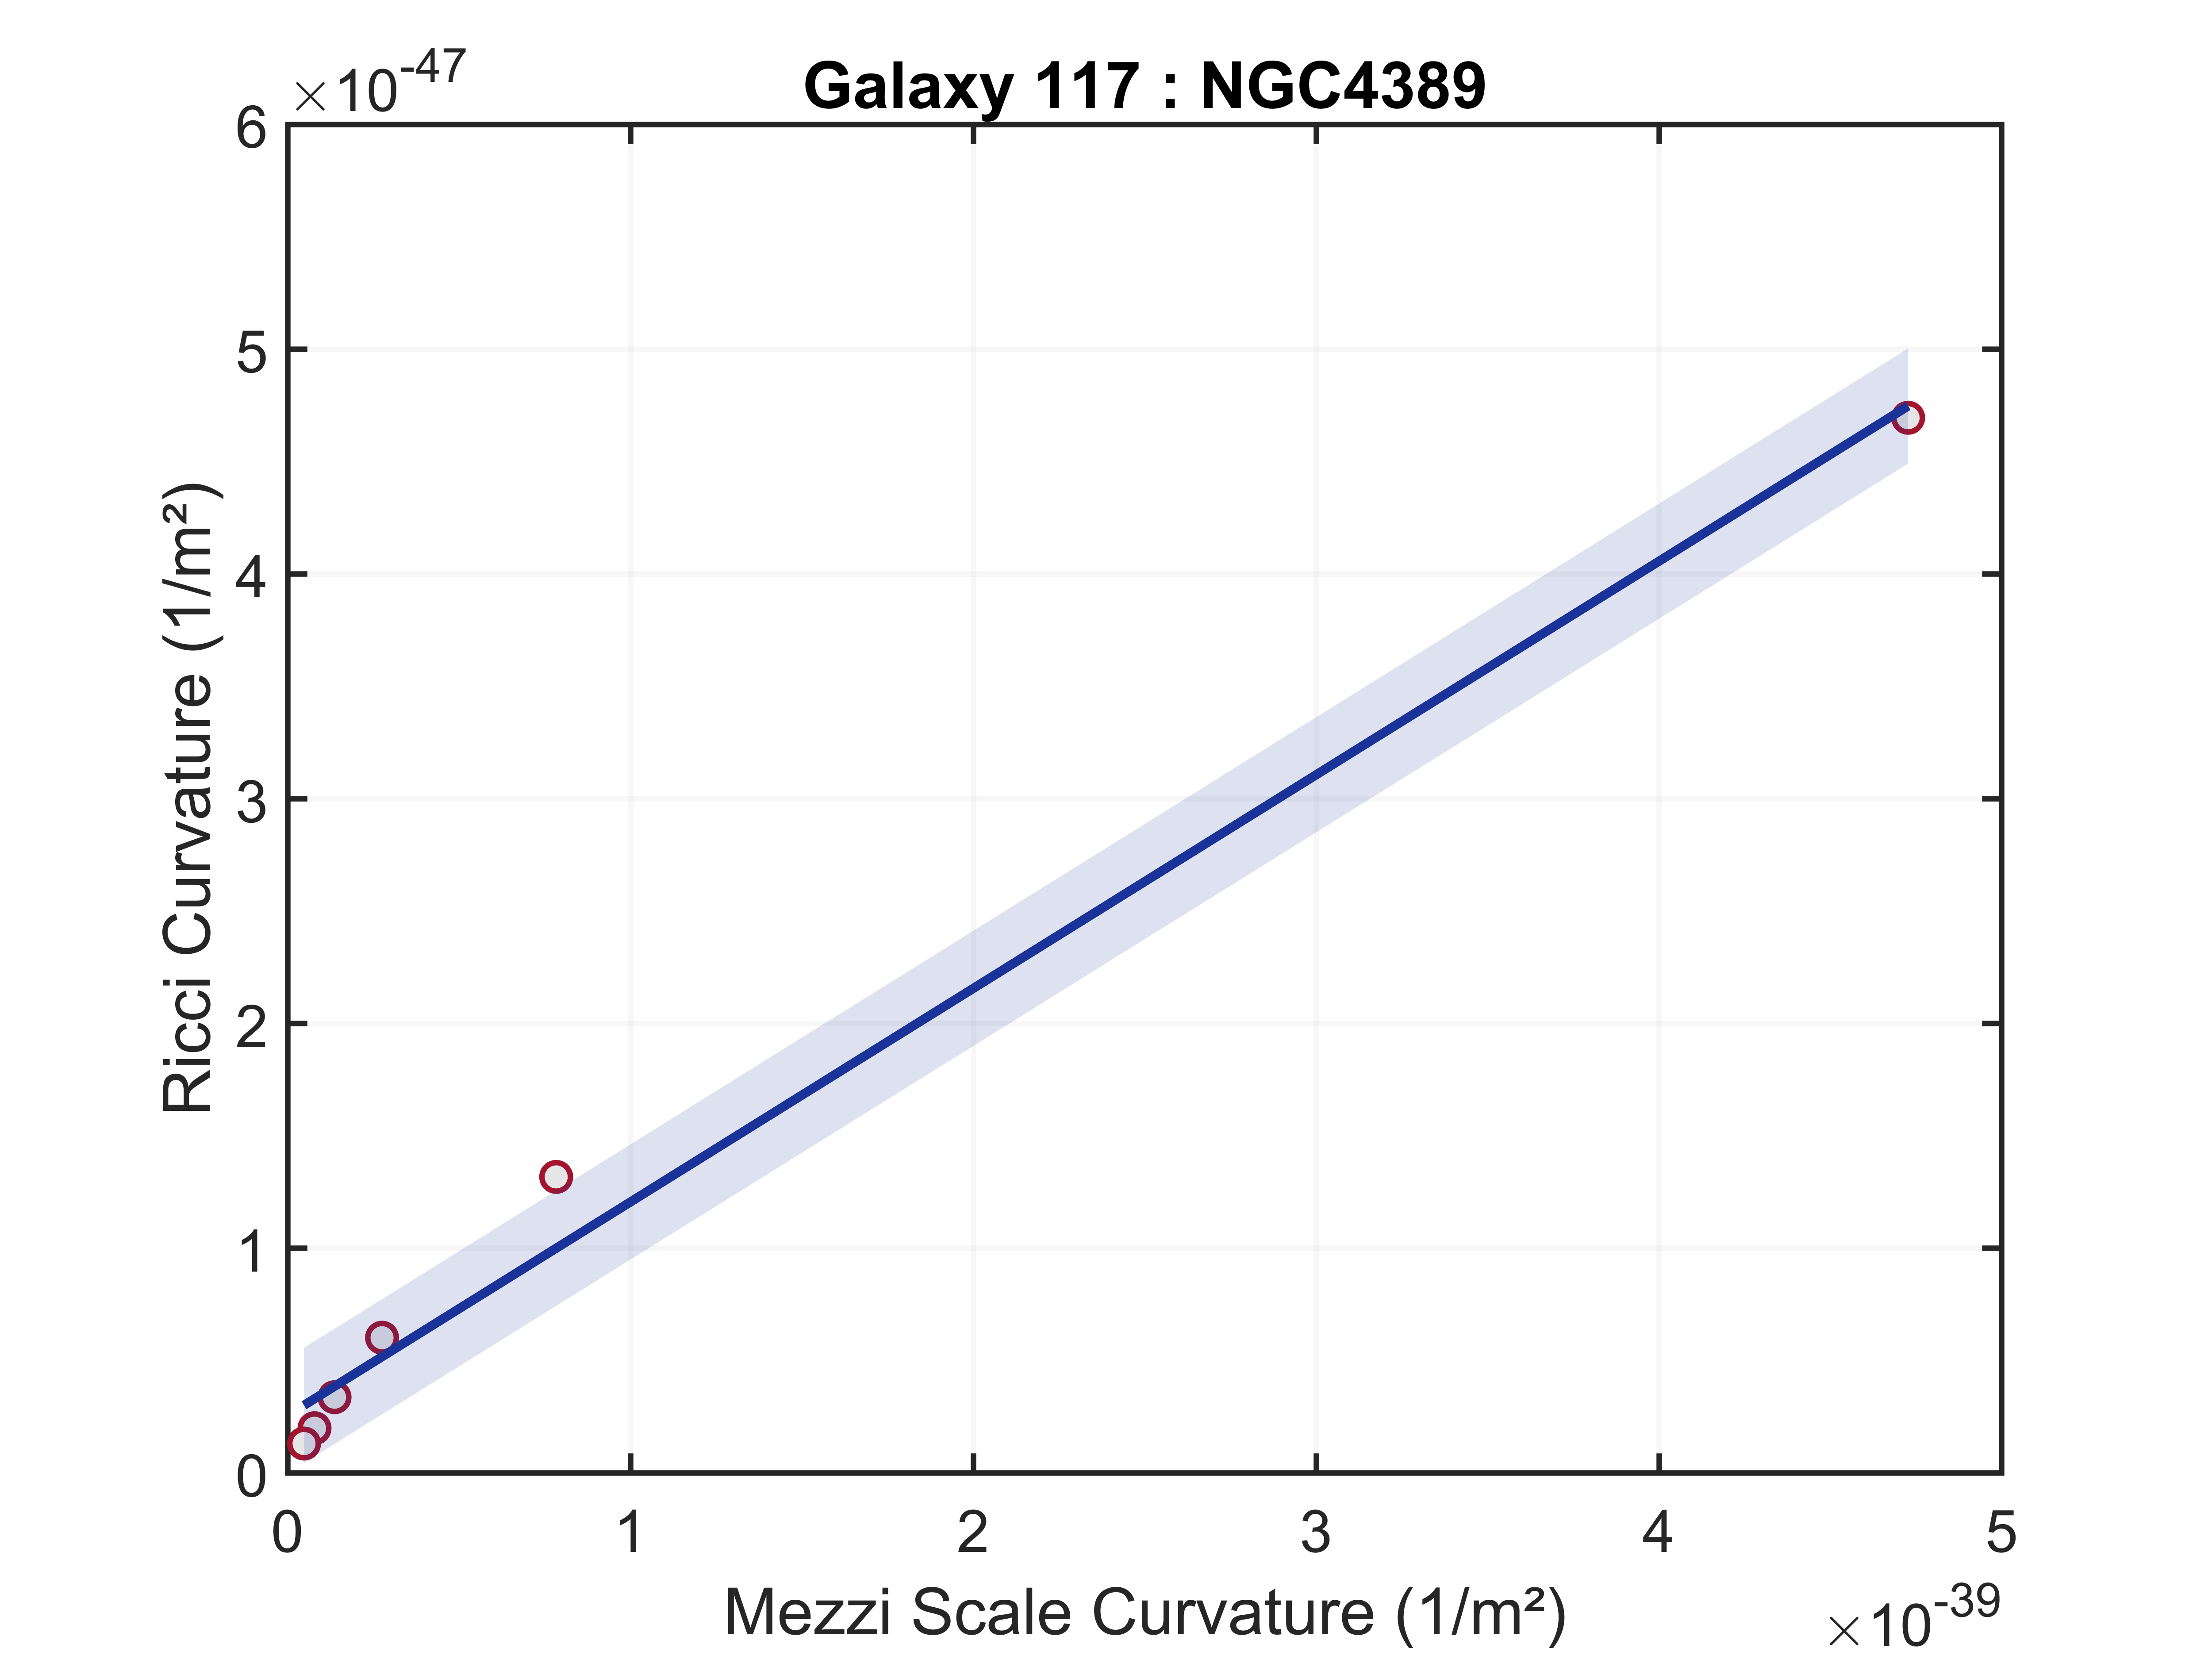 Galaxy 117 : NGC4389
×10⁻⁴⁷
6
5
4
3
2
1
0
Ricci Curvature (1/m²)
0 1 2 3 4 5
Mezzi Scale Curvature (1/m²)
×10⁻³⁹